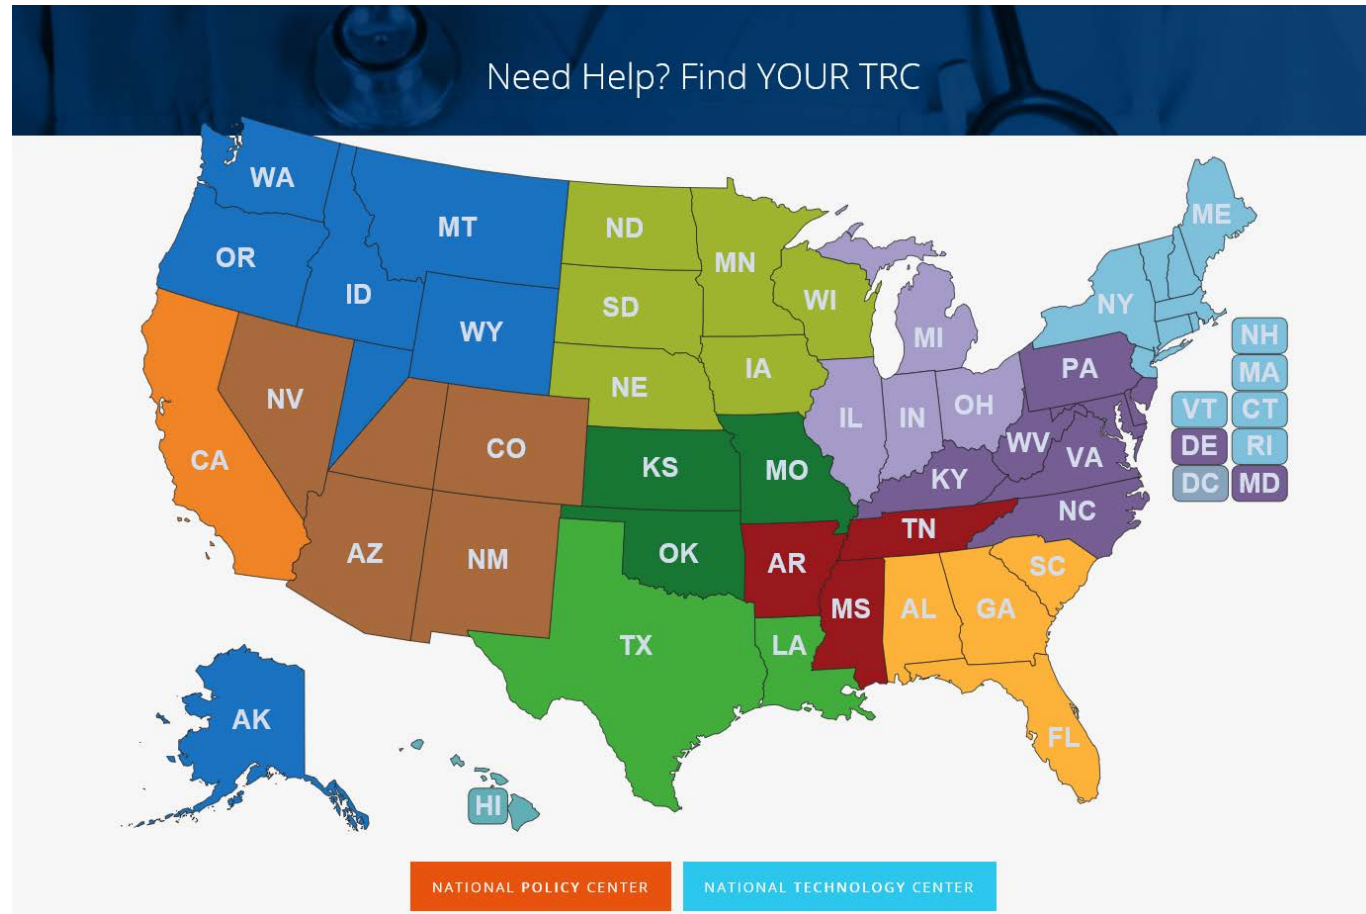 Need Help? Find YOUR TRC
WA
MT
ND
MN
ME
OR
ID
SD
WI
NY
WY
MI
NH
NE
IA
PA
MA
NV
IL
IN
OH
VT
CT
CO
WV
DE
RI
CA
KS
MO
KY
VA
DC
MD
NC
AZ
NM
OK
AR
TN
SC
MS
AL
GA
TX
LA
AK
FL
HI
NATIONAL POLICY CENTER
NATIONAL TECHNOLOGY CENTER